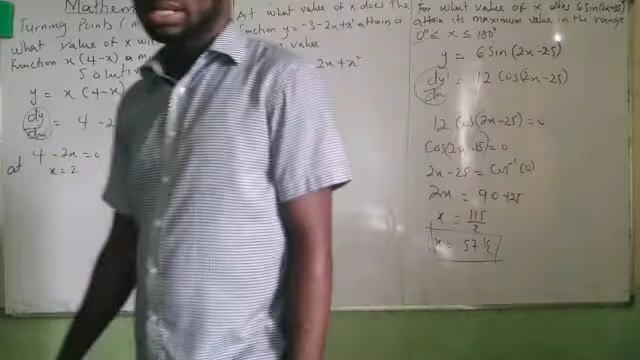 Mathem
Turning Points (m
What value of x wi
function x(4-x) a m
Soluti
y = x(4-x)
dy/dx = 4 - 2
at 4 - 2x = 0
x = 2
At what value of x does the
function y = -3-2x+x² attain a
value
2x+x²
For what value of x does 6Sin(2x-25)
attain its maximum value in the range
0° ≤ x ≤ 180°
y = 6Sin(2x-25)
dy/dx = 12 Cos(2x-25)
12 Cos(2x-25) = 0
Cos(2x-25) = 0
2x-25 = Cos⁻¹(0)
2x = 90+25
x = 115/2
x = 57½